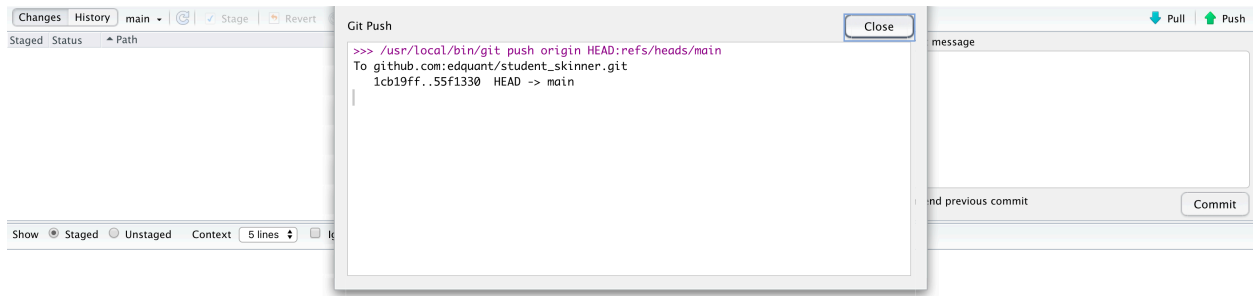 Changes History main Stage Revert
Git Push
Close
Pull Push
Staged Status Path
message
>>> /usr/local/bin/git push origin HEAD:refs/heads/main
To github.com:edquant/student_skinner.git
1cb19ff..55f1330 HEAD -> main
end previous commit
Commit
Show Staged Unstaged Context 5 lines